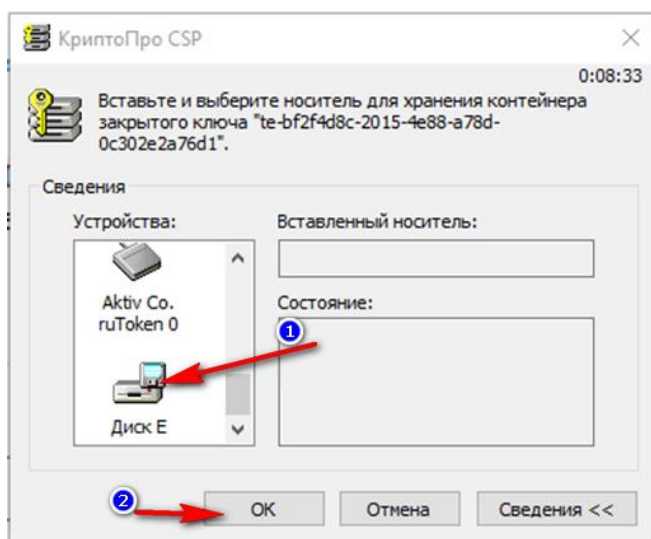 КриптоПро CSP
0:08:33
Вставьте и выберите носитель для хранения контейнера
закрытого ключа "te-bf2f4d8c-2015-4e88-a78d-
0c302e2a76d1".
Сведения
Устройства:
Вставленный носитель:
Aktiv Co.
ruToken 0
Состояние:
1
Диск E
2
ОК
Отмена
Сведения <<